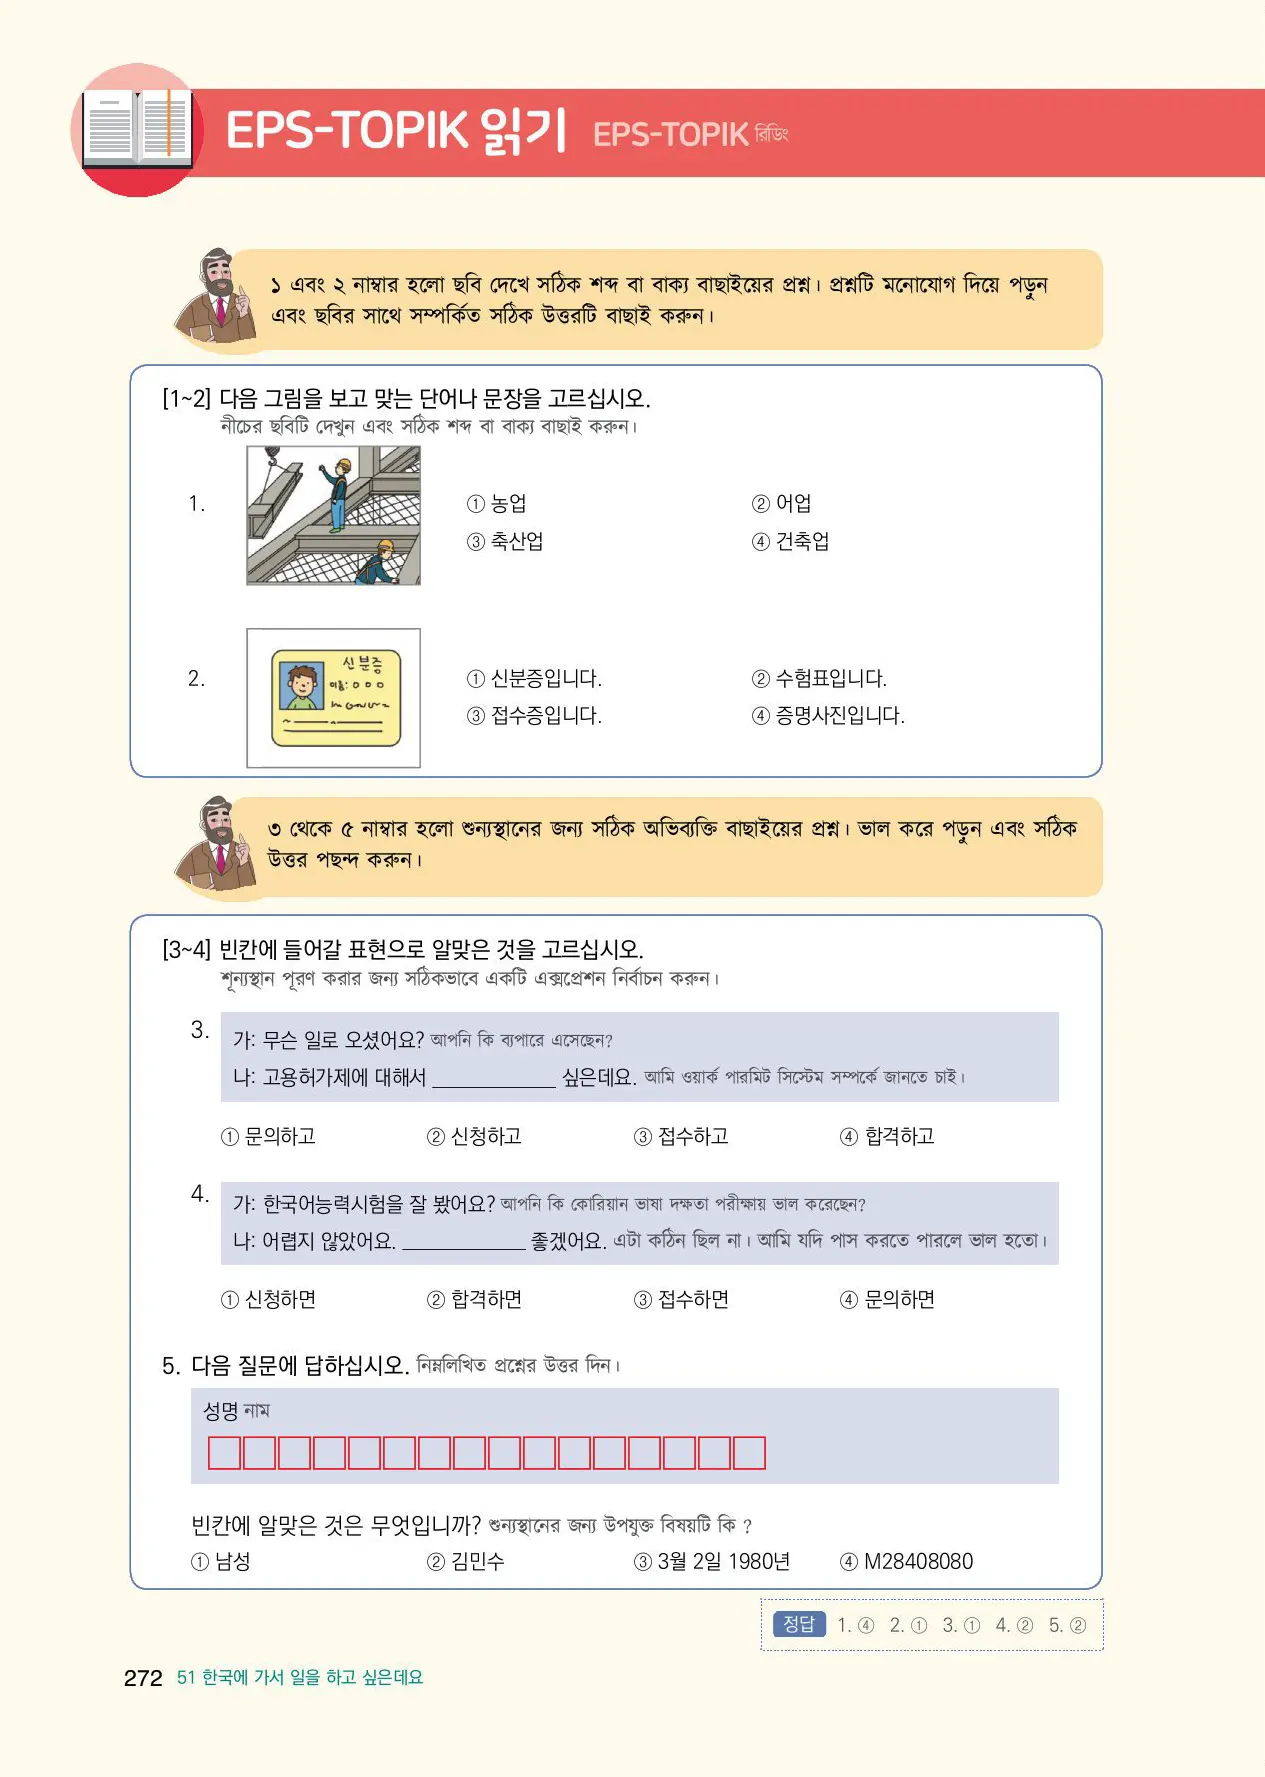 EPS-TOPIK 읽기 EPS-TOPIK রিডিং
১ এবং ২ নাম্বার হলো ছবি দেখে সঠিক শব্দ বা বাক্য বাছাইয়ের প্রশ্ন। প্রশ্নটি মনোযোগ দিয়ে পড়ুন
এবং ছবির সাথে সম্পর্কিত সঠিক উত্তরটি বাছাই করুন।
[1~2] 다음 그림을 보고 맞는 단어나 문장을 고르십시오.
নীচের ছবিটি দেখুন এবং সঠিক শব্দ বা বাক্য বাছাই করুন।
1.
① 농업 ② 어업
③ 축산업 ④ 건축업
2.
신분증
이름: ㅇㅇㅇ
① 신분증입니다. ② 수험표입니다.
③ 접수증입니다. ④ 증명사진입니다.
৩ থেকে ৫ নাম্বার হলো শুন্যস্থানের জন্য সঠিক অভিব্যক্তি বাছাইয়ের প্রশ্ন। ভাল করে পড়ুন এবং সঠিক
উত্তর পছন্দ করুন।
[3~4] 빈칸에 들어갈 표현으로 알맞은 것을 고르십시오.
শূন্যস্থান পূরণ করার জন্য সঠিকভাবে একটি এক্সপ্রেশন নির্বাচন করুন।
3. 가: 무슨 일로 오셨어요? আপনি কি ব্যপারে এসেছেন?
나: 고용허가제에 대해서 ____________ 싶은데요. আমি ওয়ার্ক পারমিট সিস্টেম সম্পর্কে জানতে চাই।
① 문의하고 ② 신청하고 ③ 접수하고 ④ 합격하고
4. 가: 한국어능력시험을 잘 봤어요? আপনি কি কোরিয়ান ভাষা দক্ষতা পরীক্ষায় ভাল করেছেন?
나: 어렵지 않았어요. ____________ 좋겠어요. এটা কঠিন ছিল না। আমি যদি পাস করতে পারলে ভাল হতো।
① 신청하면 ② 합격하면 ③ 접수하면 ④ 문의하면
5. 다음 질문에 답하십시오. নিম্নলিখিত প্রশ্নের উত্তর দিন।
성명 নাম
빈칸에 알맞은 것은 무엇입니까? শুন্যস্থানের জন্য উপযুক্ত বিষয়টি কি ?
① 남성 ② 김민수 ③ 3월 2일 1980년 ④ M28408080
정답 1. ④ 2. ① 3. ① 4. ② 5. ②
272 51 한국에 가서 일을 하고 싶은데요